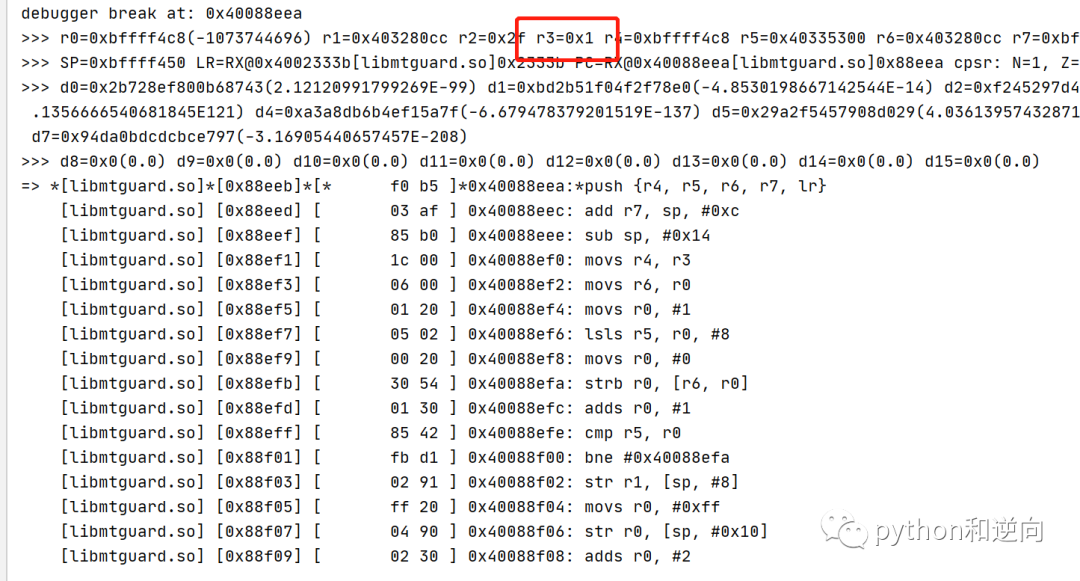 debugger break at: 0x40088eea
>>> r0=0xbffff4c8(-1073744696) r1=0x403280cc r2=0x2f r3=0x1 r4=0xbffff4c8 r5=0x40335300 r6=0x403280cc r7=0xbf
>>> SP=0xbffff450 LR=RX@0x4002333b[libmtguard.so]0x2333b PC=RX@0x40088eea[libmtguard.so]0x88eea cpsr: N=1, Z=
>>> d0=0x2b728ef800b68743(2.12120991799269E-99) d1=0xbd2b51f04f2f78e0(-4.8530198667142544E-14) d2=0xf245297d4
.1356666540681845E121) d4=0xa3a8db6b4ef15a7f(-6.679478379201519E-137) d5=0x29a2f5457908d029(4.03613957432871
d7=0x94da0bdcdcbce797(-3.16905440657457E-208)
>>> d8=0x0(0.0) d9=0x0(0.0) d10=0x0(0.0) d11=0x0(0.0) d12=0x0(0.0) d13=0x0(0.0) d14=0x0(0.0) d15=0x0(0.0)
=> *[libmtguard.so]*[0x88eeb]*[* f0 b5 ]*0x40088eea:*push {r4, r5, r6, r7, lr}
[libmtguard.so] [0x88eed] [ 03 af ] 0x40088eec: add r7, sp, #0xc
[libmtguard.so] [0x88eef] [ 85 b0 ] 0x40088eee: sub sp, #0x14
[libmtguard.so] [0x88ef1] [ 1c 00 ] 0x40088ef0: movs r4, r3
[libmtguard.so] [0x88ef3] [ 06 00 ] 0x40088ef2: movs r6, r0
[libmtguard.so] [0x88ef5] [ 01 20 ] 0x40088ef4: movs r0, #1
[libmtguard.so] [0x88ef7] [ 05 02 ] 0x40088ef6: lsls r5, r0, #8
[libmtguard.so] [0x88ef9] [ 00 20 ] 0x40088ef8: movs r0, #0
[libmtguard.so] [0x88efb] [ 30 54 ] 0x40088efa: strb r0, [r6, r0]
[libmtguard.so] [0x88efd] [ 01 30 ] 0x40088efc: adds r0, #1
[libmtguard.so] [0x88eff] [ 85 42 ] 0x40088efe: cmp r5, r0
[libmtguard.so] [0x88f01] [ fb d1 ] 0x40088f00: bne #0x40088efa
[libmtguard.so] [0x88f03] [ 02 91 ] 0x40088f02: str r1, [sp, #8]
[libmtguard.so] [0x88f05] [ ff 20 ] 0x40088f04: movs r0, #0xff
[libmtguard.so] [0x88f07] [ 04 90 ] 0x40088f06: str r0, [sp, #0x10]
[libmtguard.so] [0x88f09] [ 02 30 ] 0x40088f08: adds r0, #2
python和逆向